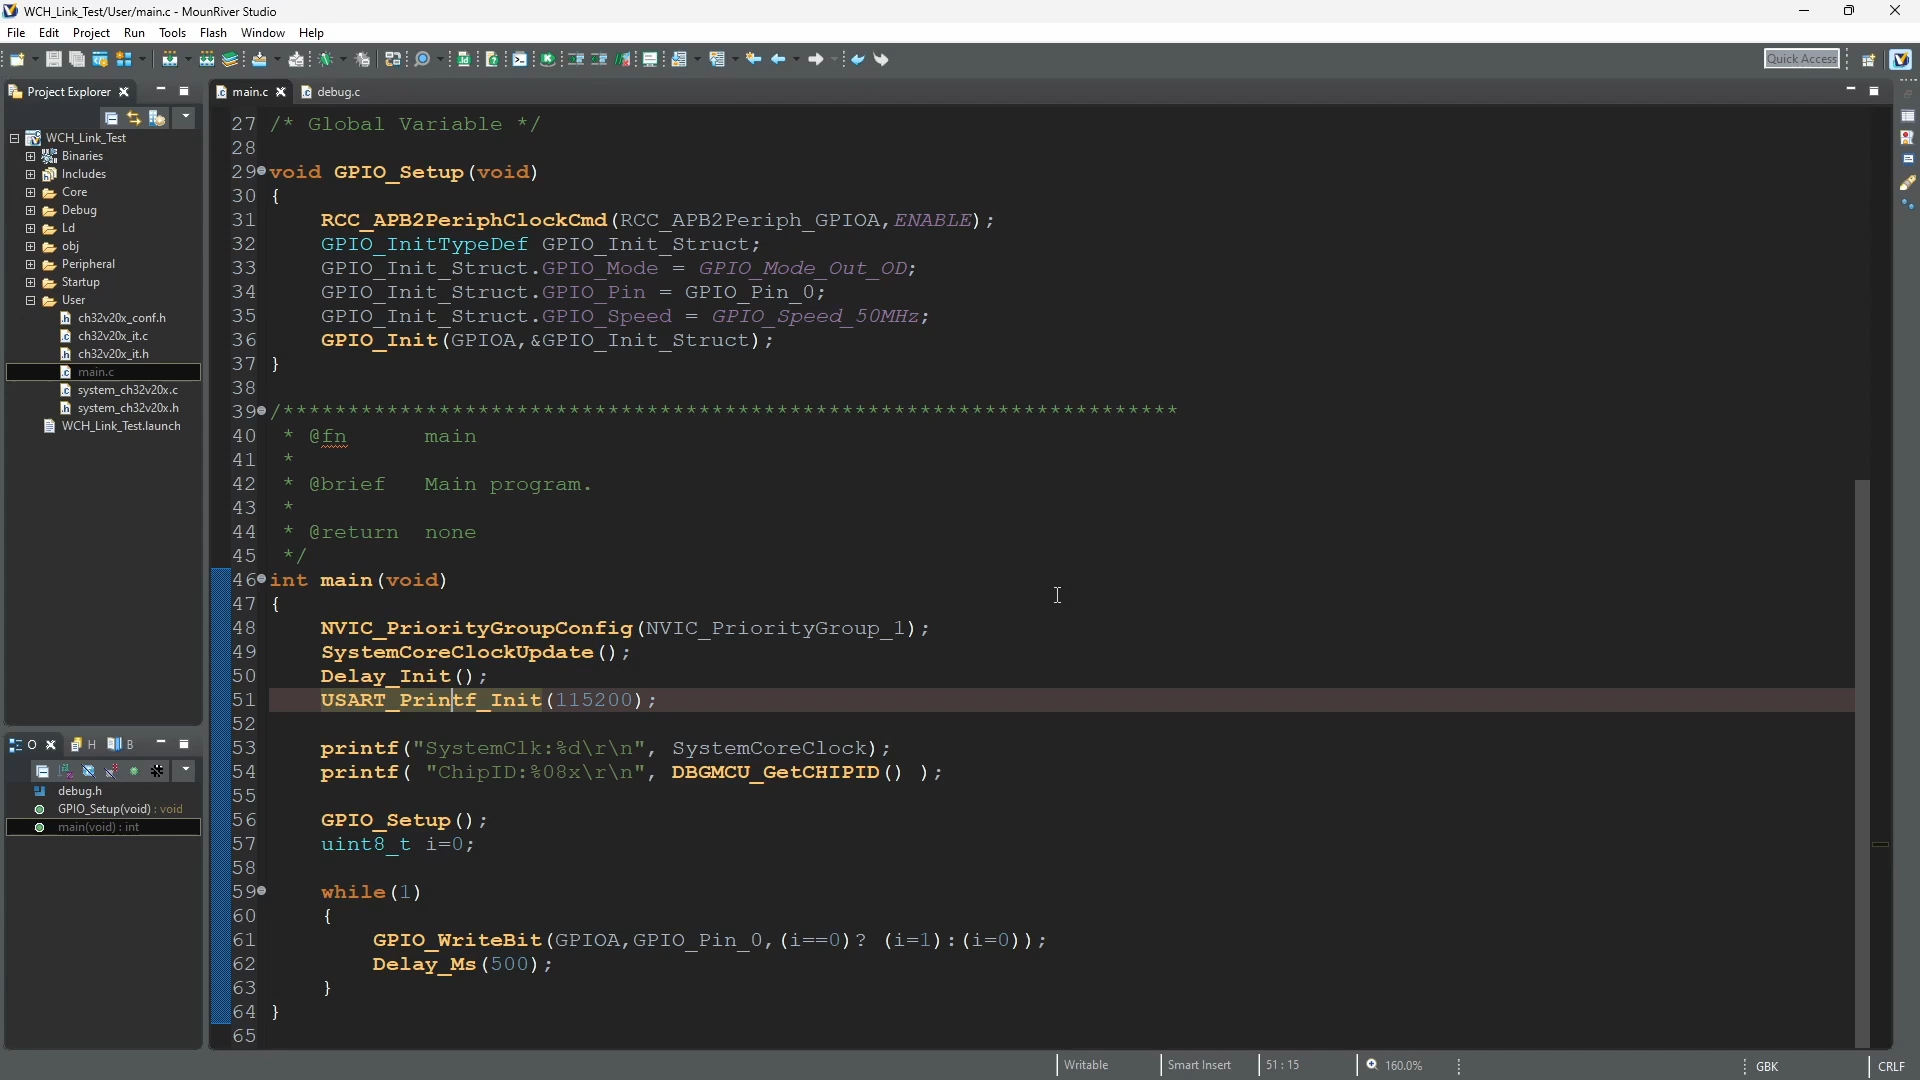 WCH_Link_Test/User/main.c - MounRiver Studio
File Edit Project Run Tools Flash Window Help
Quick Access
Project Explorer
main.c
debug.c
WCH_Link_Test
Binaries
Includes
Core
Debug
Ld
obj
Peripheral
Startup
User
ch32v20x_conf.h
ch32v20x_it.c
ch32v20x_it.h
main.c
system_ch32v20x.c
system_ch32v20x.h
WCH_Link_Test.launch
O H B
debug.h
GPIO_Setup(void) : void
main(void) : int
27 /* Global Variable */
28
29 void GPIO_Setup(void)
30 {
31     RCC_APB2PeriphClockCmd(RCC_APB2Periph_GPIOA,ENABLE);
32     GPIO_InitTypeDef GPIO_Init_Struct;
33     GPIO_Init_Struct.GPIO_Mode = GPIO_Mode_Out_OD;
34     GPIO_Init_Struct.GPIO_Pin = GPIO_Pin_0;
35     GPIO_Init_Struct.GPIO_Speed = GPIO_Speed_50MHz;
36     GPIO_Init(GPIOA,&GPIO_Init_Struct);
37 }
38
39 /*********************************************************************
40  * @fn      main
41  *
42  * @brief   Main program.
43  *
44  * @return  none
45  */
46 int main(void)
47 {
48     NVIC_PriorityGroupConfig(NVIC_PriorityGroup_1);
49     SystemCoreClockUpdate();
50     Delay_Init();
51     USART_Printf_Init(115200);
52
53     printf("SystemClk:%d\r\n", SystemCoreClock);
54     printf( "ChipID:%08x\r\n", DBGMCU_GetCHIPID() );
55
56     GPIO_Setup();
57     uint8_t i=0;
58
59     while(1)
60     {
61         GPIO_WriteBit(GPIOA,GPIO_Pin_0,(i==0)? (i=1):(i=0));
62         Delay_Ms(500);
63     }
64 }
65
Writable Smart Insert 51 : 15 160.0% GBK CRLF